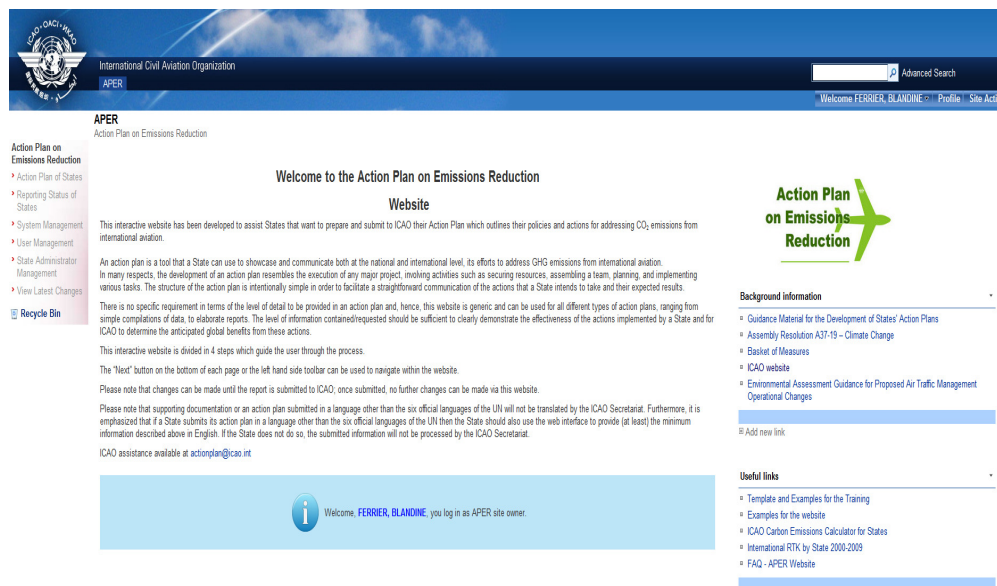 ICAO · OACI · ИКАО
International Civil Aviation Organization
APER
Advanced Search
Welcome FERRIER, BLANDINE Profile Site Acti
APER
Action Plan on Emissions Reduction
Action Plan on
Emissions Reduction
Action Plan of States
Reporting Status of
States
System Management
User Management
State Administrator
Management
View Latest Changes
Recycle Bin
Welcome to the Action Plan on Emissions Reduction
Website
This interactive website has been developed to assist States that want to prepare and submit to ICAO their Action Plan which outlines their policies and actions for addressing CO₂ emissions from
international aviation.
An action plan is a tool that a State can use to showcase and communicate both at the national and international level, its efforts to address GHG emissions from international aviation.
In many respects, the development of an action plan resembles the execution of any major project, involving activities such as securing resources, assembling a team, planning, and implementing
various tasks. The structure of the action plan is intentionally simple in order to facilitate a straightforward communication of the actions that a State intends to take and their expected results.
There is no specific requirement in terms of the level of detail to be provided in an action plan and, hence, this website is generic and can be used for all different types of action plans, ranging from
simple compilations of data, to elaborate reports. The level of information contained/requested should be sufficient to clearly demonstrate the effectiveness of the actions implemented by a State and for
ICAO to determine the anticipated global benefits from these actions.
This interactive website is divided in 4 steps which guide the user through the process.
The "Next" button on the bottom of each page or the left hand side toolbar can be used to navigate within the website.
Please note that changes can be made until the report is submitted to ICAO; once submitted, no further changes can be made via this website.
Please note that supporting documentation or an action plan submitted in a language other than the six official languages of the UN will not be translated by the ICAO Secretariat. Furthermore, it is
emphasized that if a State submits its action plan in a language other than the six official languages of the UN then the State should also use the web interface to provide (at least) the minimum
information described above in English. If the State does not do so, the submitted information will not be processed by the ICAO Secretariat.
ICAO assistance available at actionplan@icao.int
Welcome, FERRIER, BLANDINE, you log in as APER site owner.
Action Plan
on Emissions
Reduction
Background information
Guidance Material for the Development of States' Action Plans
Assembly Resolution A37-19 – Climate Change
Basket of Measures
ICAO website
Environmental Assessment Guidance for Proposed Air Traffic Management
Operational Changes
Add new link
Useful links
Template and Examples for the Training
Examples for the website
ICAO Carbon Emissions Calculator for States
International RTK by State 2000-2009
FAQ - APER Website